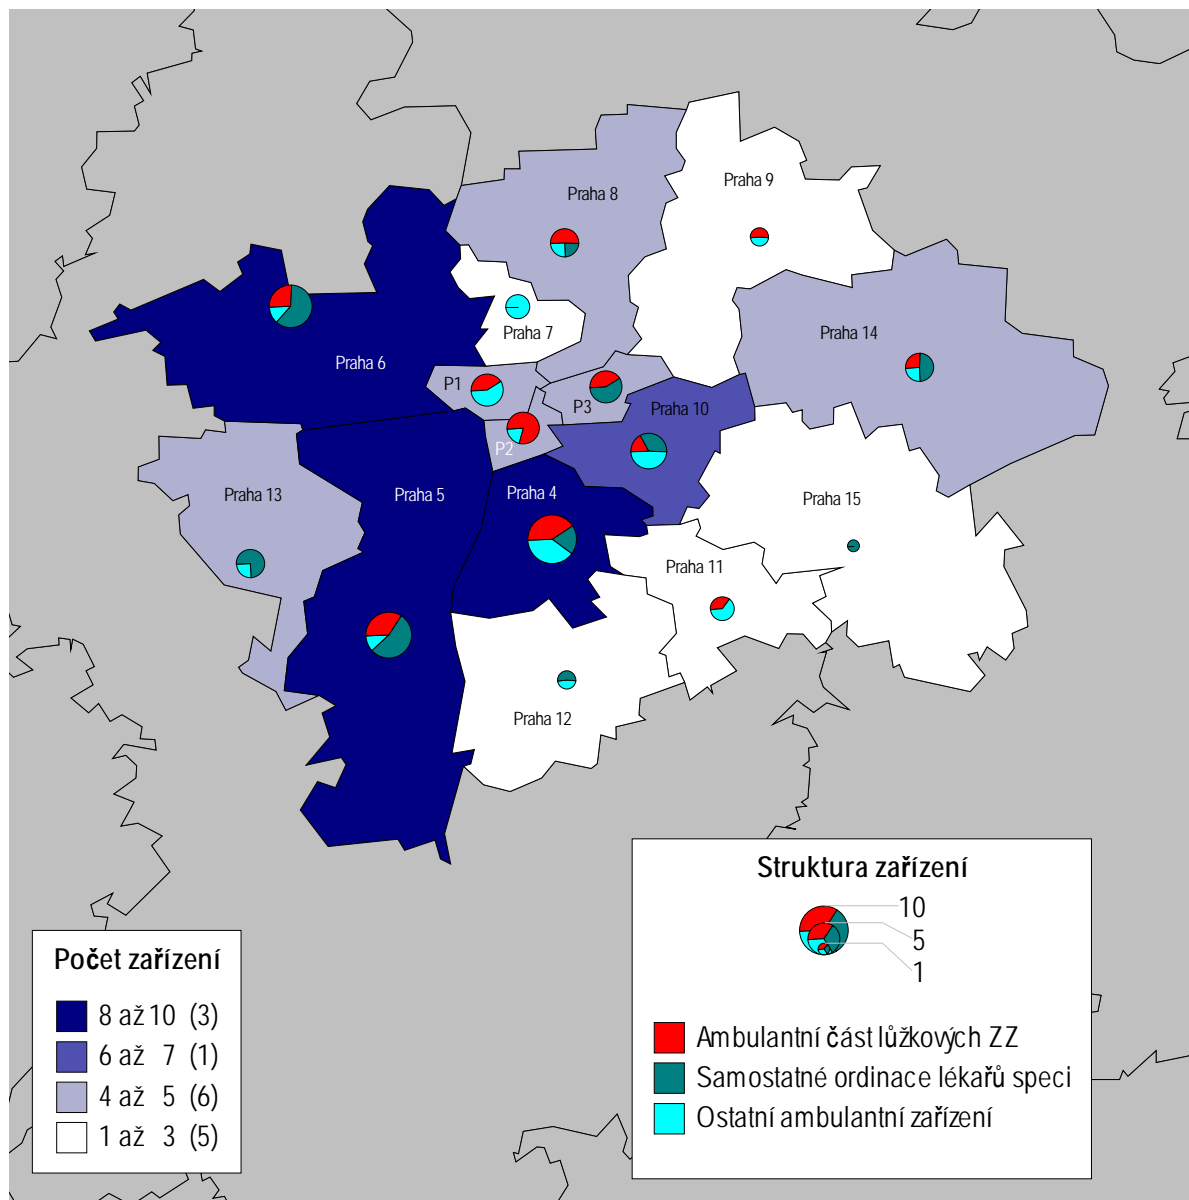 Praha 9
Praha 8
Praha 14
Praha 7
Praha 6
P1
P3
Praha 10
P2
Praha 13
Praha 5
Praha 4
Praha 15
Praha 11
Praha 12
Struktura zařízení
10
5
1
Ambulantní část lůžkových ZZ
Samostatné ordinace lékařů speci
Ostatní ambulantní zařízení
Počet zařízení
8 až 10 (3)
6 až 7 (1)
4 až 5 (6)
1 až 3 (5)